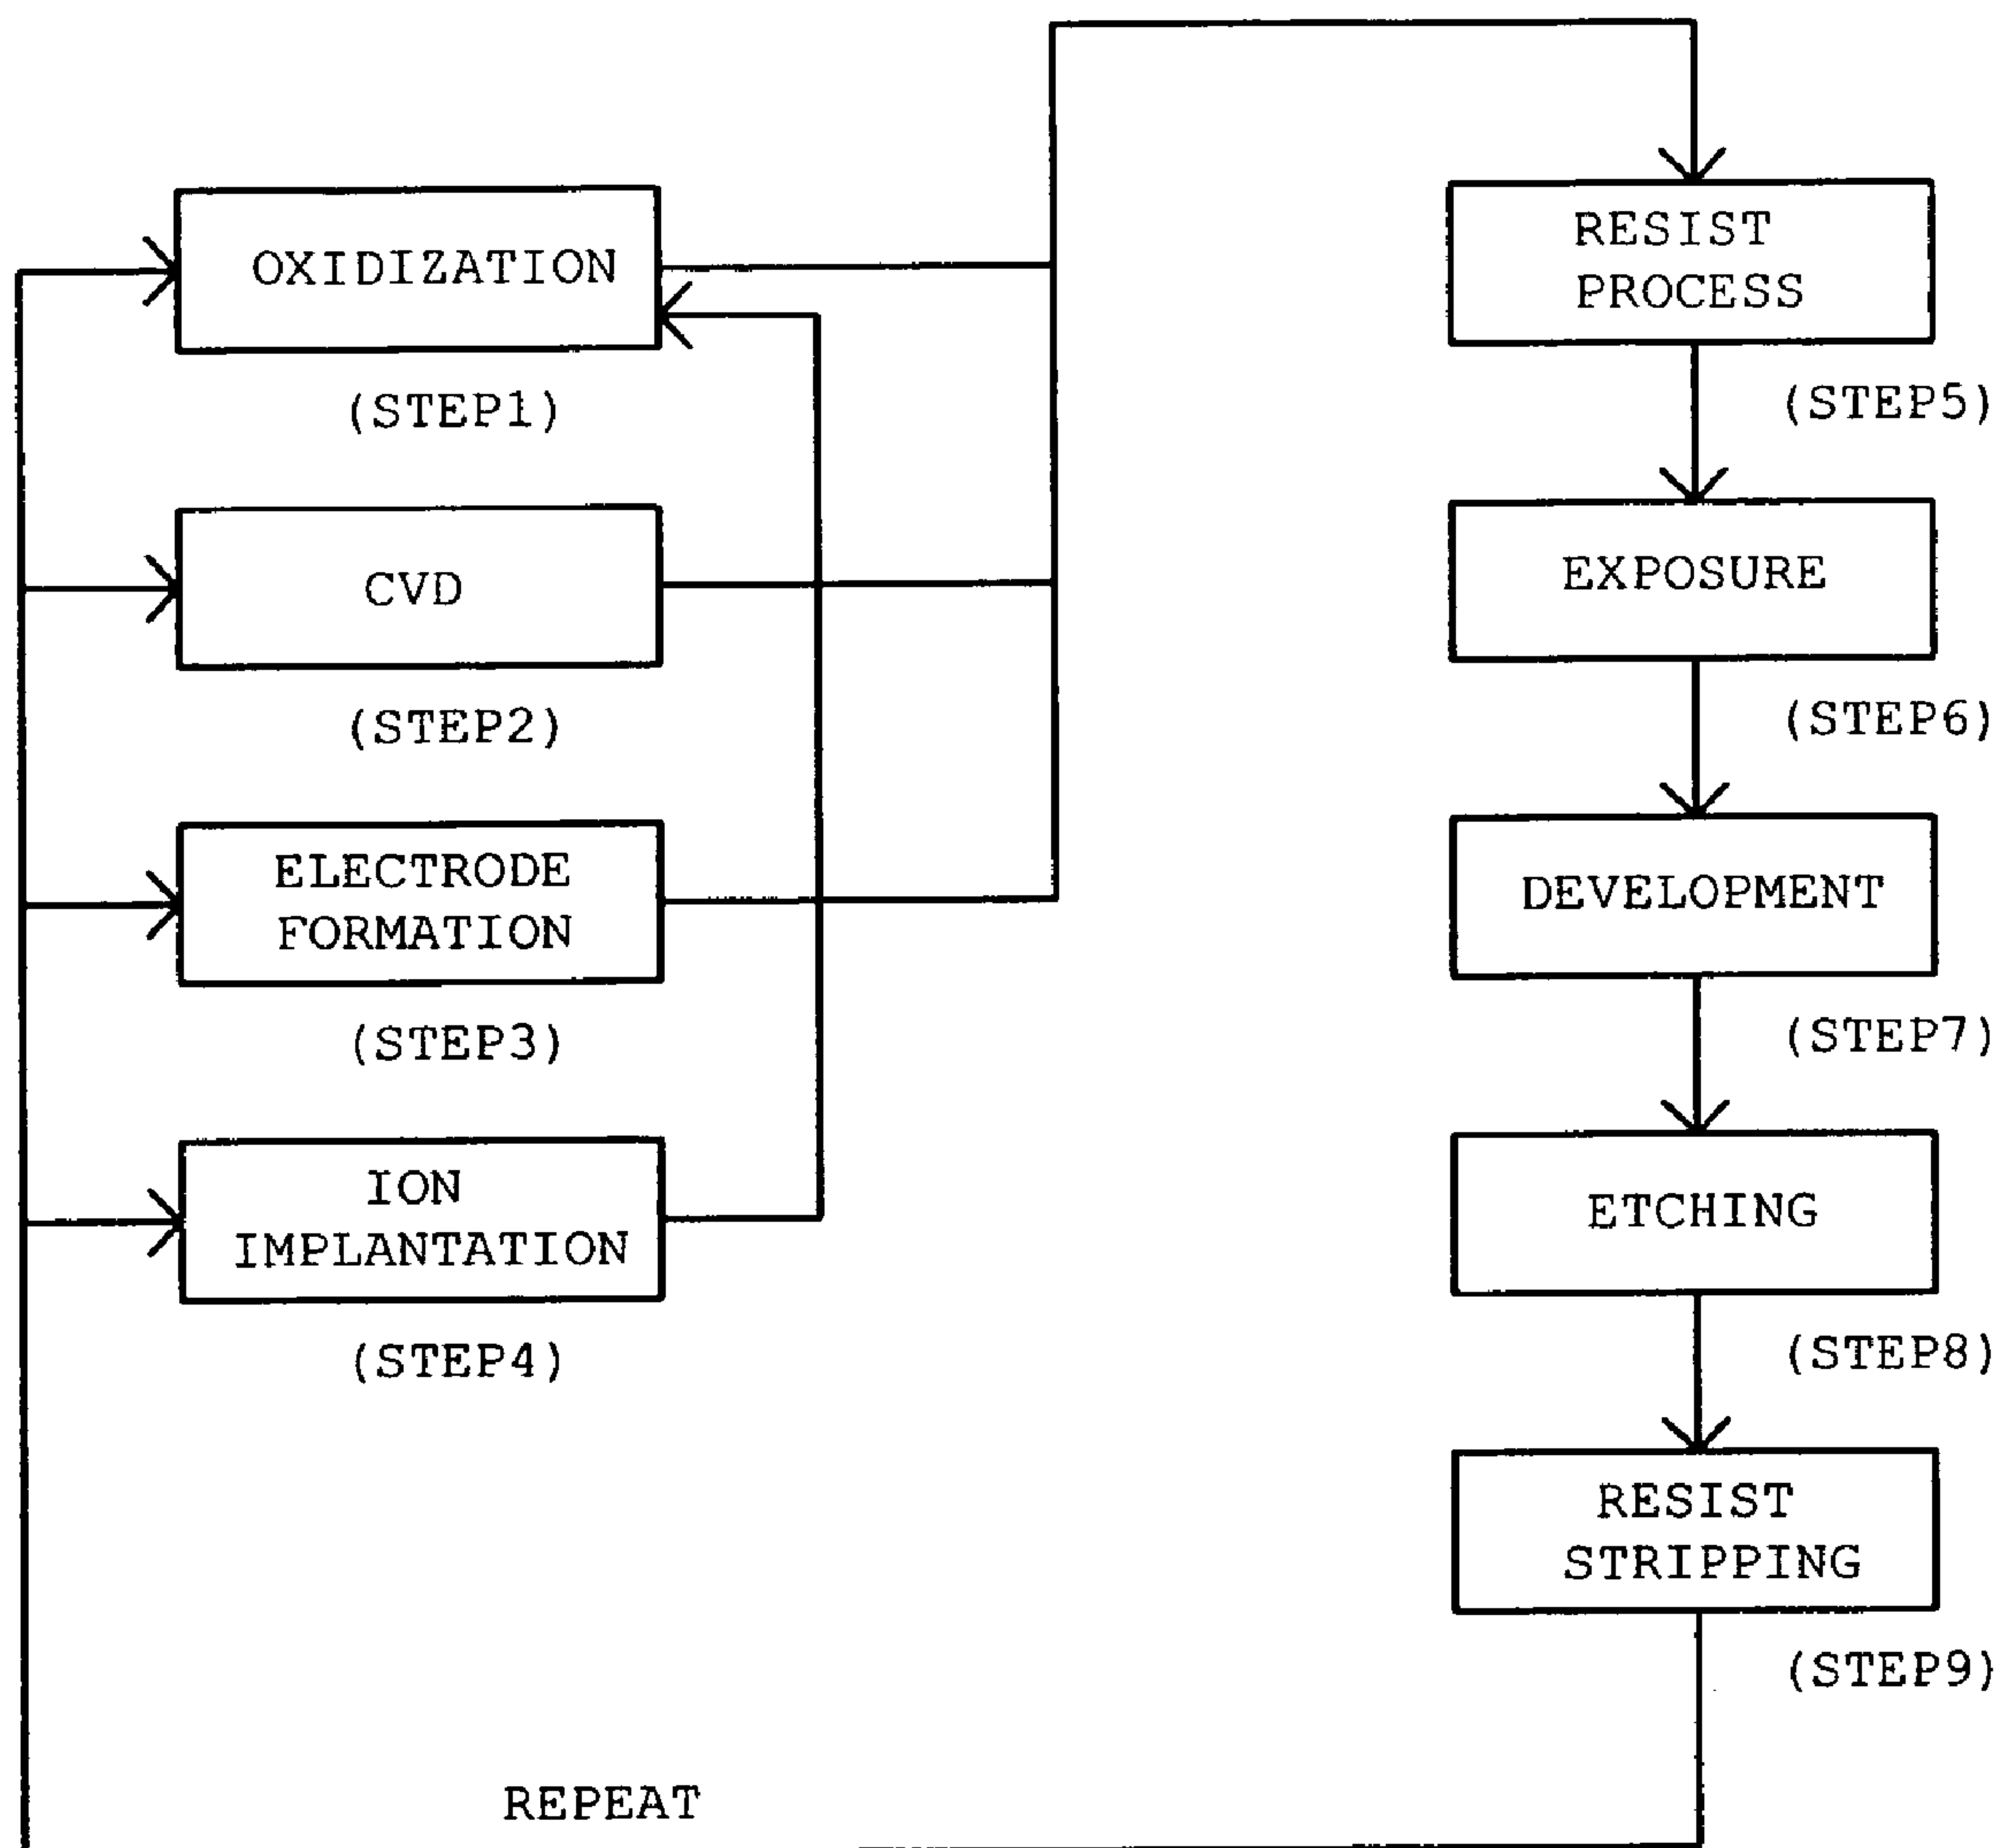 OXIDIZATION
(STEP1)
CVD
(STEP2)
ELECTRODE
FORMATION
(STEP3)
ION
IMPLANTATION
(STEP4)
RESIST
PROCESS
(STEP5)
EXPOSURE
(STEP6)
DEVELOPMENT
(STEP7)
ETCHING
(STEP8)
RESIST
STRIPPING
(STEP9)
REPEAT